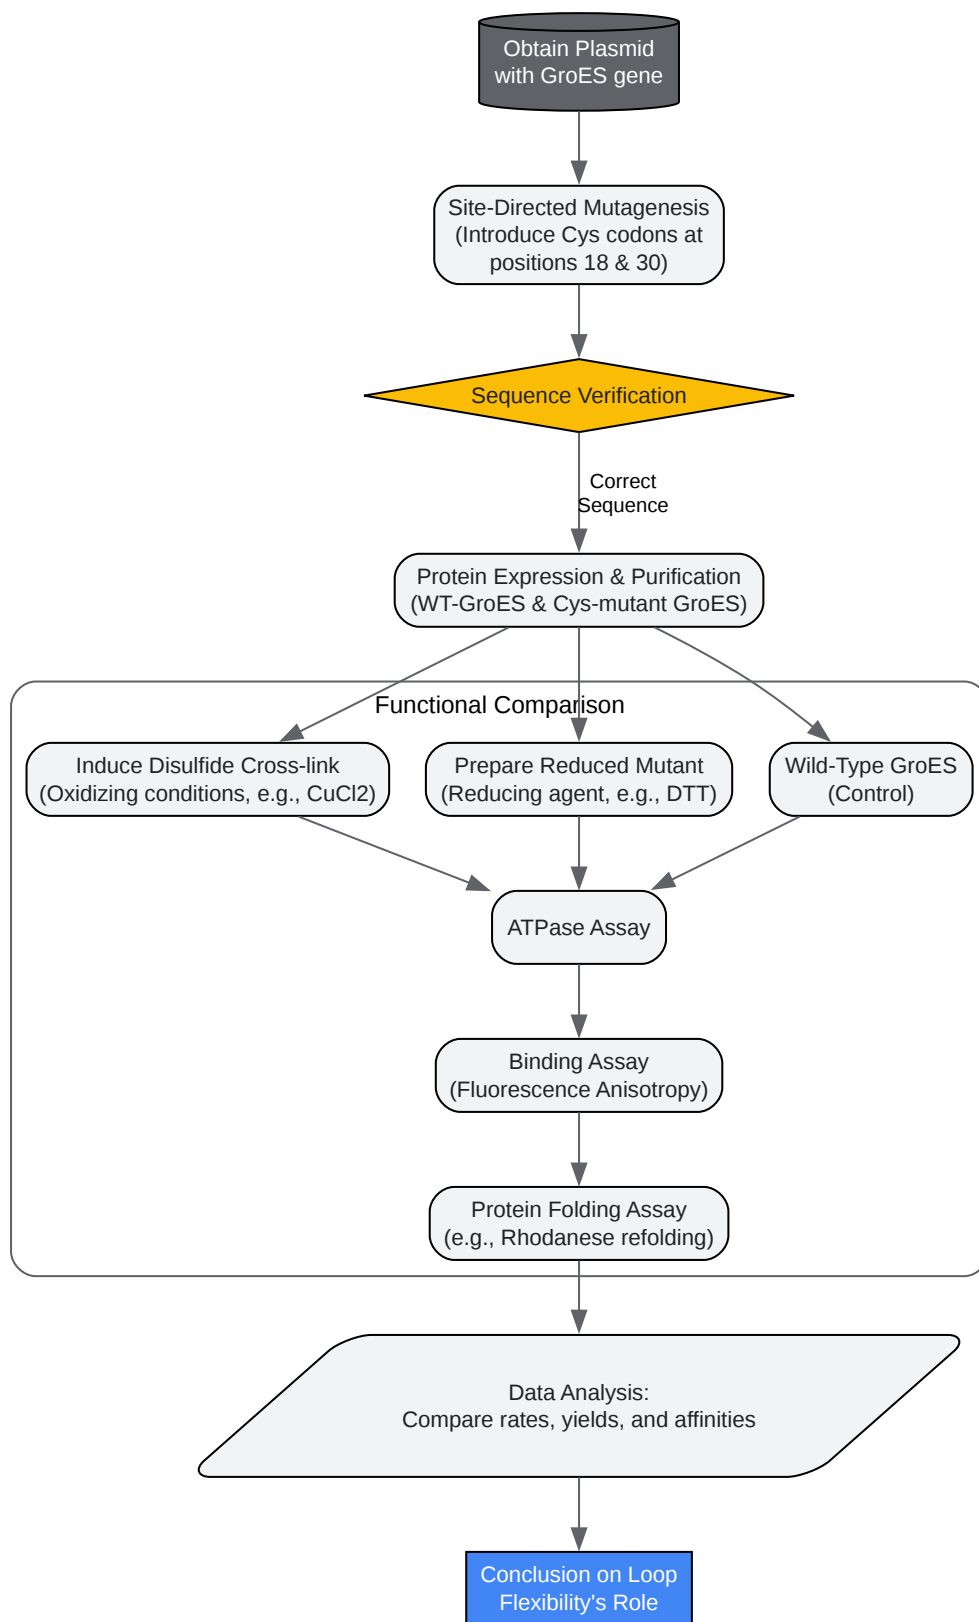 Obtain Plasmid
with GroES gene
Site-Directed Mutagenesis
(Introduce Cys codons at
positions 18 & 30)
Sequence Verification
Correct
Sequence
Protein Expression & Purification
(WT-GroES & Cys-mutant GroES)
Functional Comparison
Induce Disulfide Cross-link
(Oxidizing conditions, e.g., CuCl2)
Prepare Reduced Mutant
(Reducing agent, e.g., DTT)
Wild-Type GroES
(Control)
ATPase Assay
Binding Assay
(Fluorescence Anisotropy)
Protein Folding Assay
(e.g., Rhodanese refolding)
Data Analysis:
Compare rates, yields, and affinities
Conclusion on Loop
Flexibility's Role